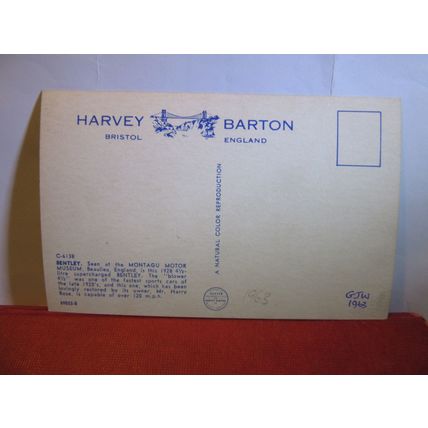 HARVEY BARTON
BRISTOL ENGLAND
A NATURAL COLOR REPRODUCTION
C-6138
BENTLEY. Seen at the MONTAGU MOTOR
MUSEUM, Beaulieu, England, is this 1928 4½-
litre supercharged BENTLEY. The "blower
4½" was one of the fastest sports cars of
the late 1920's, and this one, which has been
lovingly restored by its owner Mr. Harry
Rose, is capable of over 120 m.p.h.
1963
GJW
1963